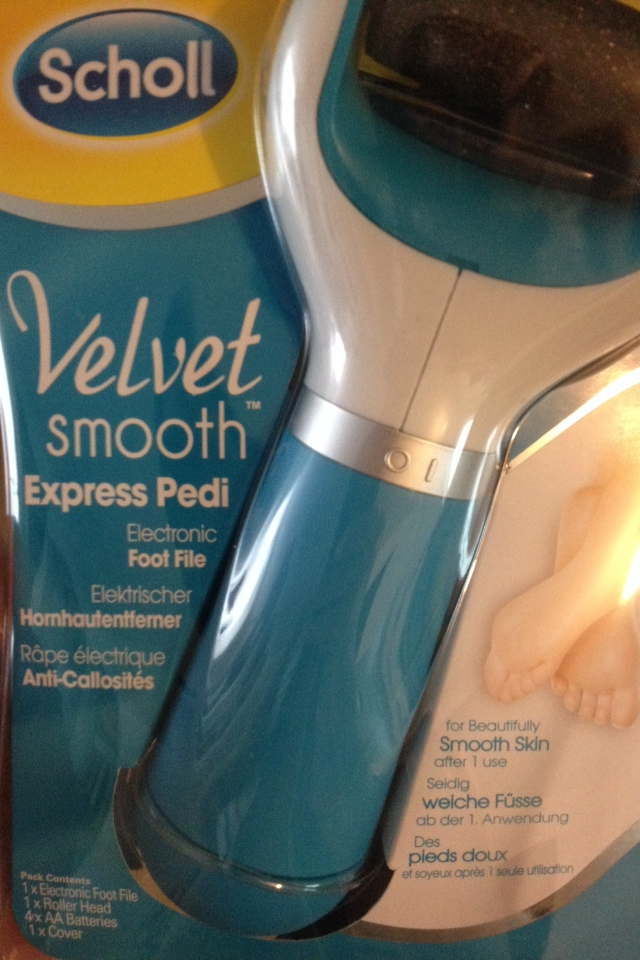 Scholl
Velvet
smooth™
Express Pedi
Electronic
Foot File
Elektrischer
Hornhautentferner
Râpe électrique
Anti-Callosités
O I
for Beautifully
Smooth Skin
after 1 use
Seidig
weiche Füsse
ab der 1. Anwendung
Des
pieds doux
et soyeux après 1 seule utilisation
Pack Contents
1 x Electronic Foot File
1 x Roller Head
4 x AA Batteries
1 x Cover